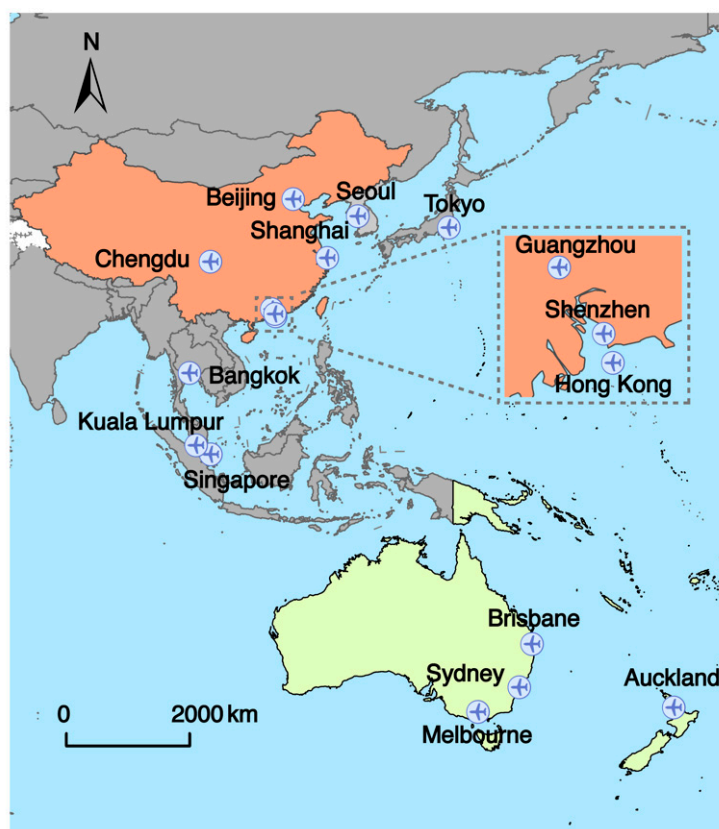 N
Beijing
Seoul
Tokyo
Shanghai
Chengdu
Guangzhou
Shenzhen
Hong Kong
Bangkok
Kuala Lumpur
Singapore
Brisbane
Sydney
Auckland
Melbourne
0 2000 km